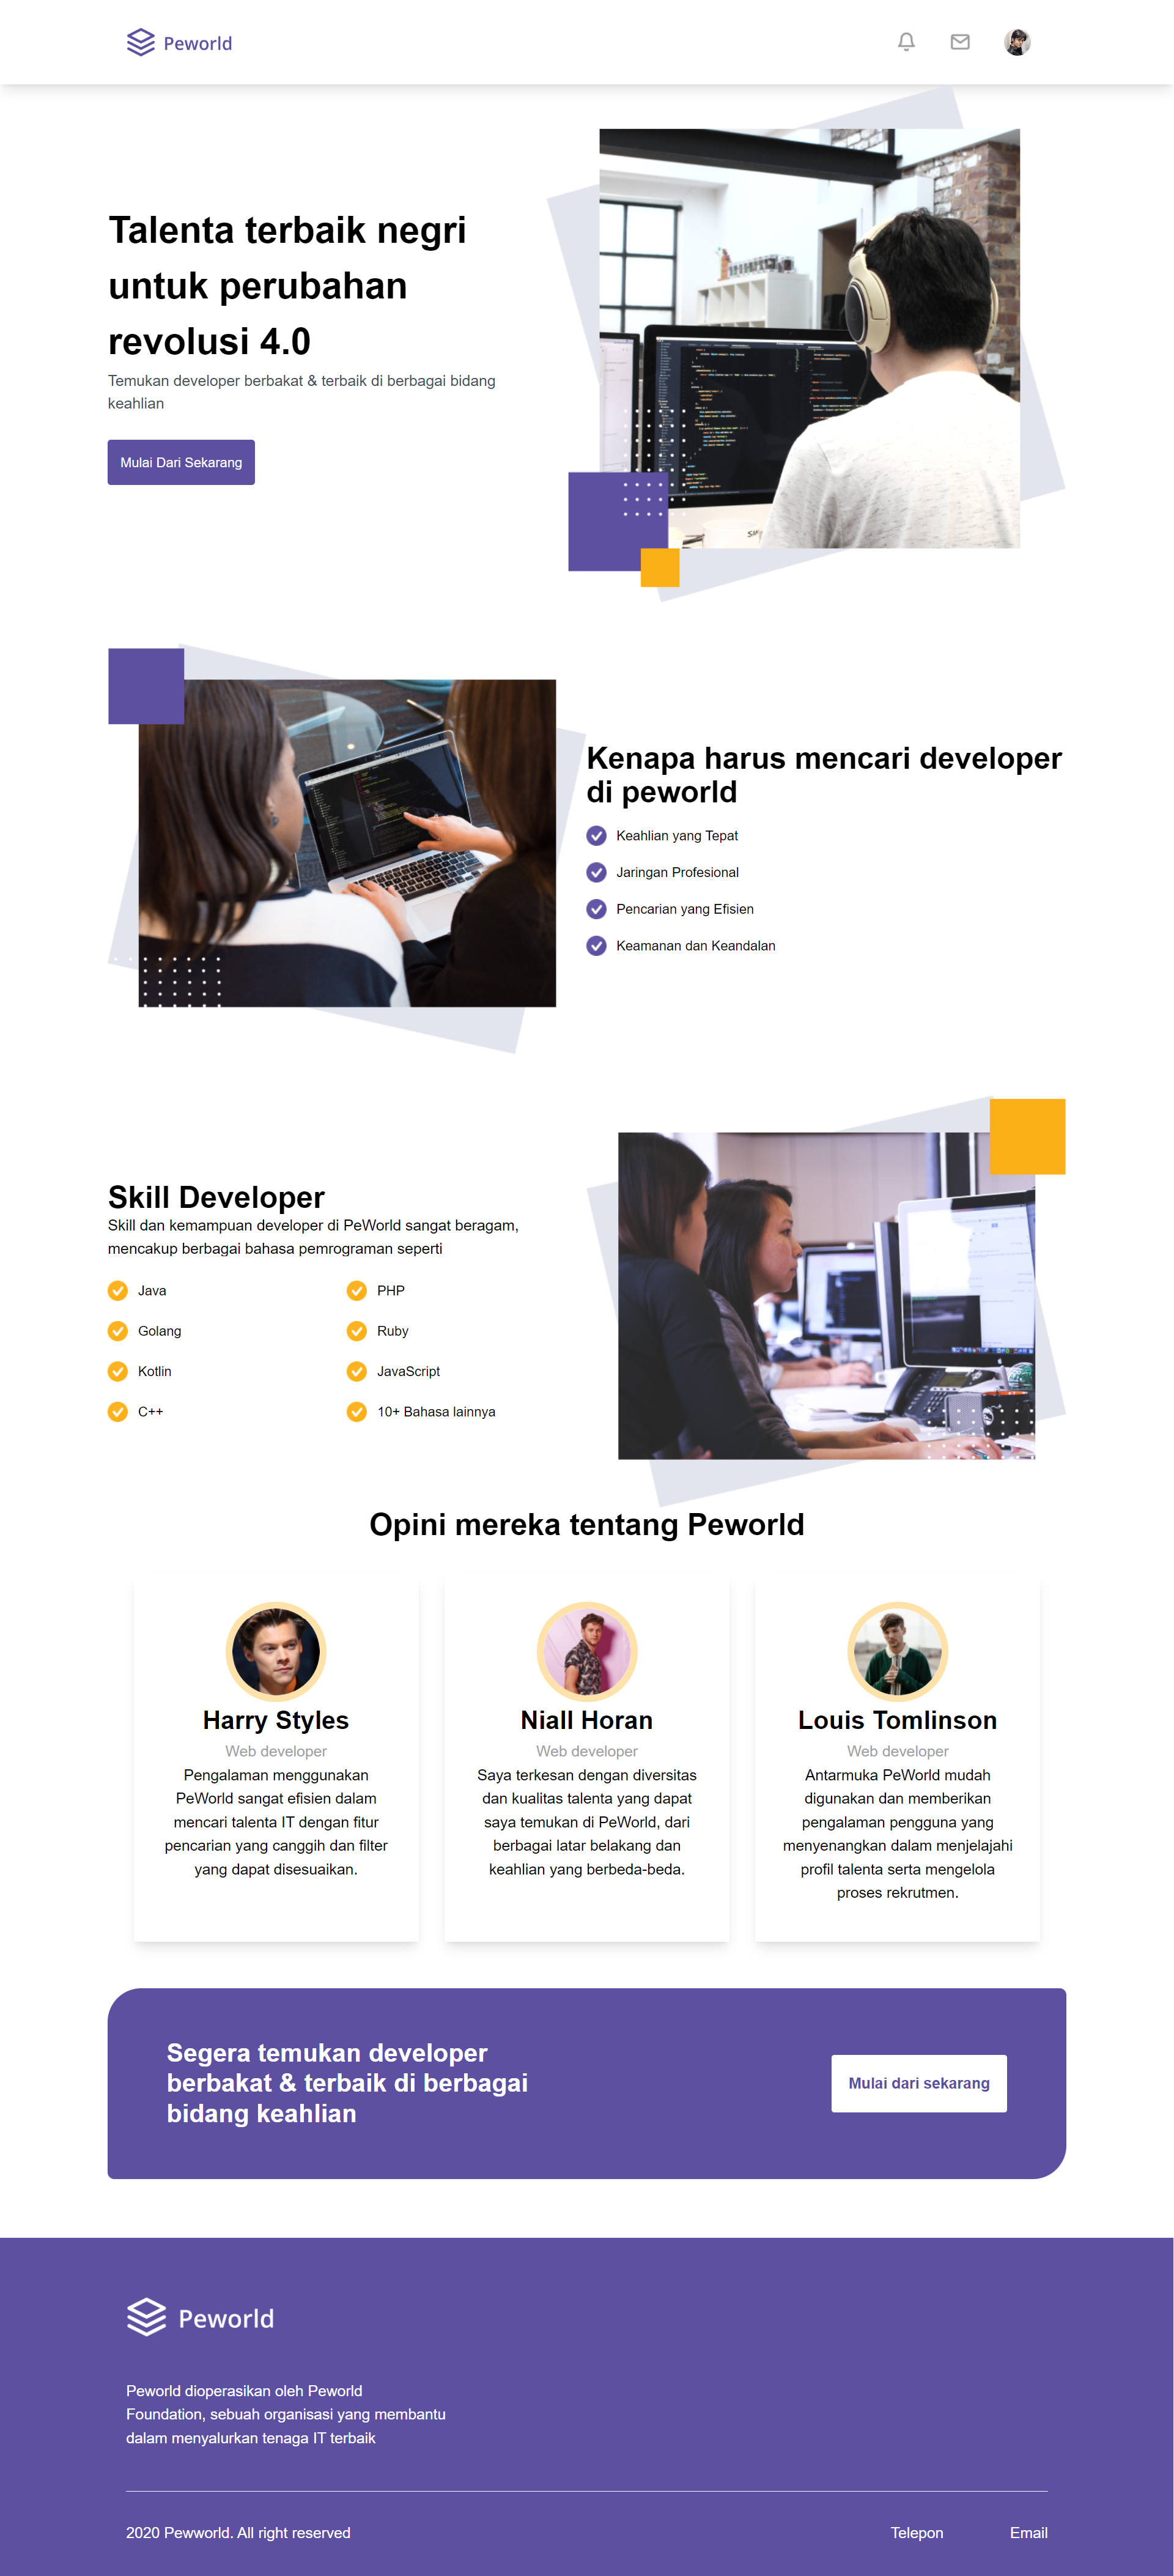 Peworld
Talenta terbaik negri
untuk perubahan
revolusi 4.0
Temukan developer berbakat & terbaik di berbagai bidang
keahlian
Mulai Dari Sekarang
Kenapa harus mencari developer
di peworld
Keahlian yang Tepat
Jaringan Profesional
Pencarian yang Efisien
Keamanan dan Keandalan
Skill Developer
Skill dan kemampuan developer di PeWorld sangat beragam,
mencakup berbagai bahasa pemrograman seperti
Java
PHP
Golang
Ruby
Kotlin
JavaScript
C++
10+ Bahasa lainnya
Opini mereka tentang Peworld
Harry Styles
Web developer
Pengalaman menggunakan
PeWorld sangat efisien dalam
mencari talenta IT dengan fitur
pencarian yang canggih dan filter
yang dapat disesuaikan.
Niall Horan
Web developer
Saya terkesan dengan diversitas
dan kualitas talenta yang dapat
saya temukan di PeWorld, dari
berbagai latar belakang dan
keahlian yang berbeda-beda.
Louis Tomlinson
Web developer
Antarmuka PeWorld mudah
digunakan dan memberikan
pengalaman pengguna yang
menyenangkan dalam menjelajahi
profil talenta serta mengelola
proses rekrutmen.
Segera temukan developer
berbakat & terbaik di berbagai
bidang keahlian
Mulai dari sekarang
Peworld
Peworld dioperasikan oleh Peworld
Foundation, sebuah organisasi yang membantu
dalam menyalurkan tenaga IT terbaik
2020 Pewworld. All right reserved
Telepon
Email